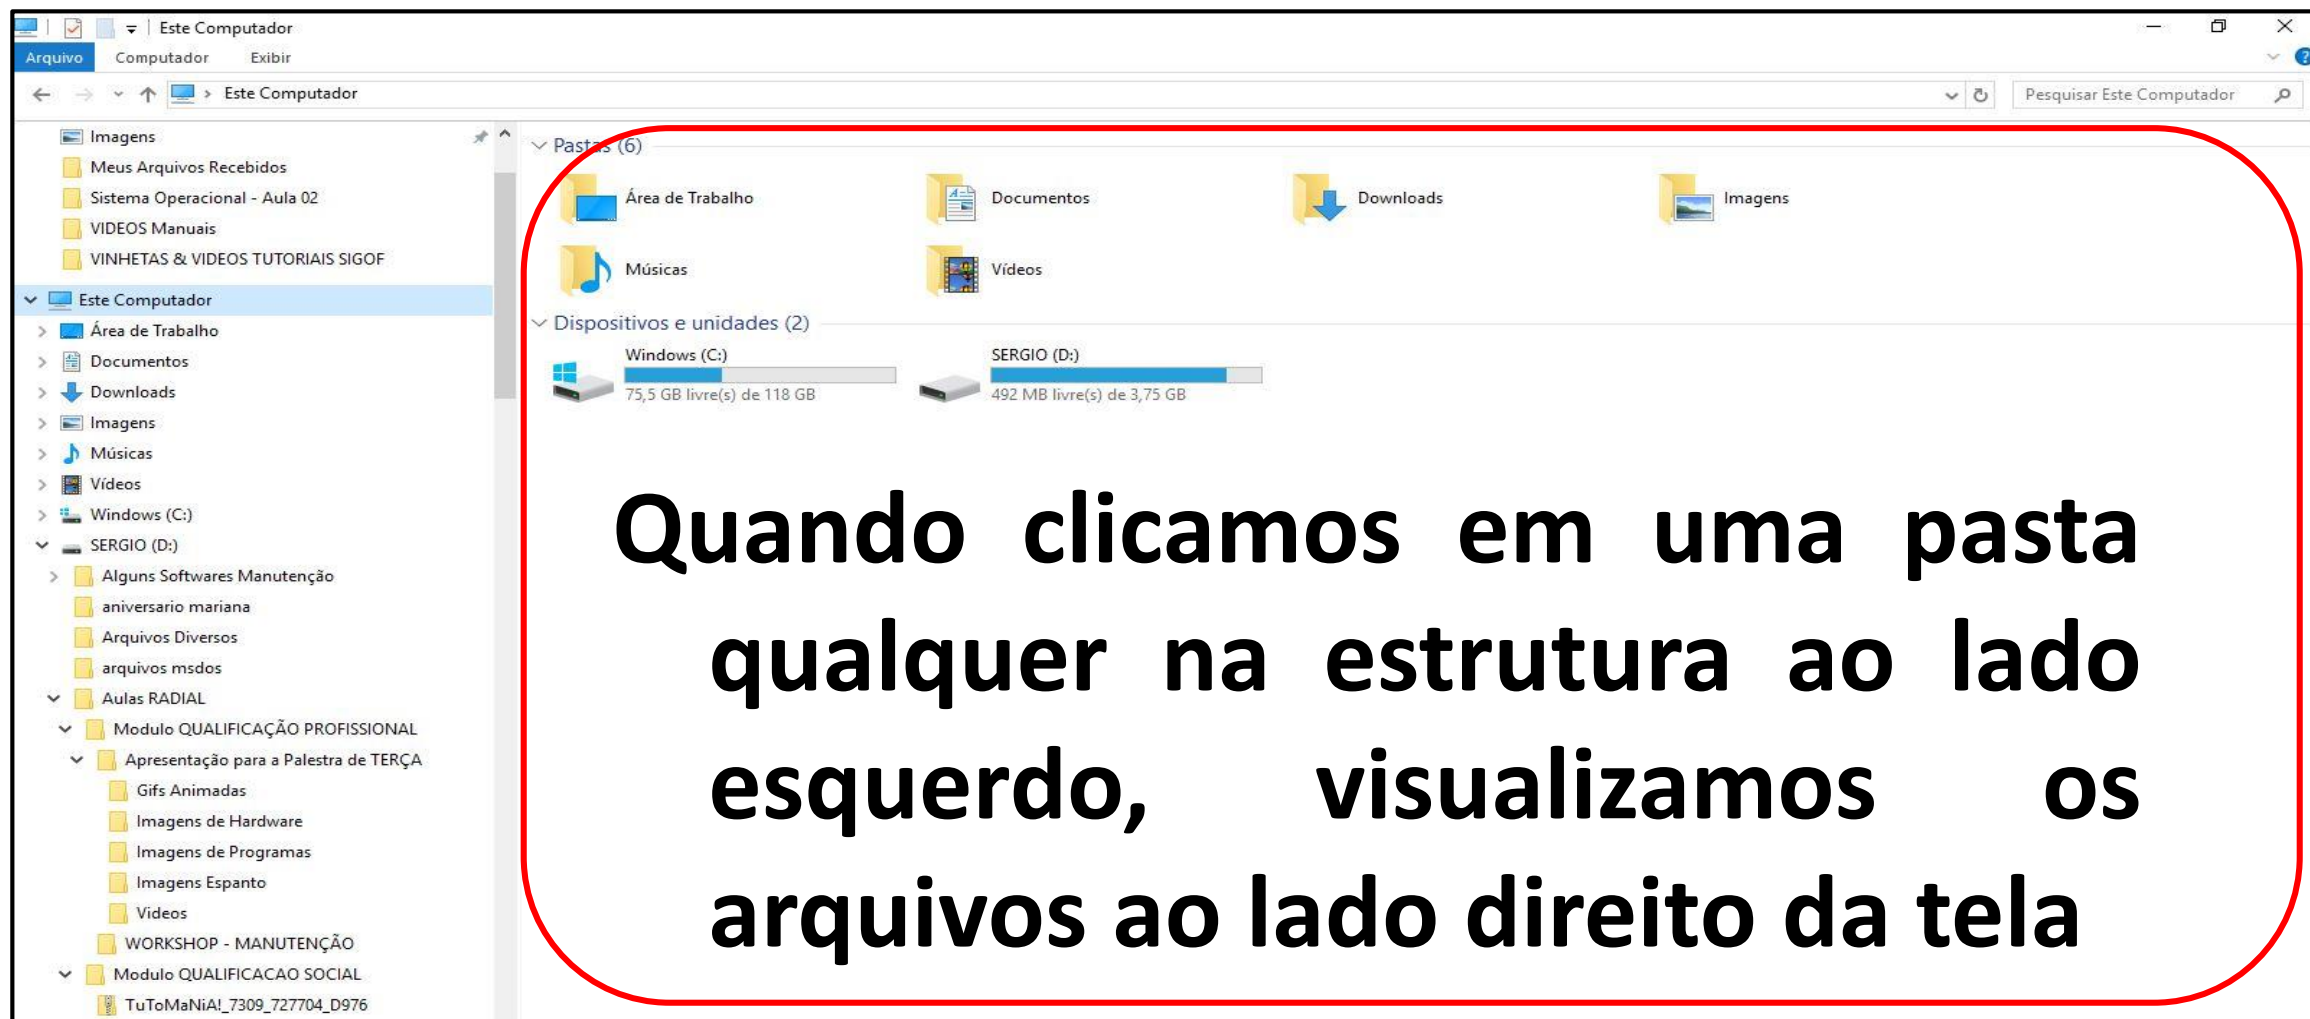 Este Computador
Arquivo Computador Exibir
Este Computador
Pesquisar Este Computador
Imagens
Meus Arquivos Recebidos
Sistema Operacional - Aula 02
VIDEOS Manuais
VINHETAS & VIDEOS TUTORIAIS SIGOF
Este Computador
Área de Trabalho
Documentos
Downloads
Imagens
Músicas
Vídeos
Windows (C:)
SERGIO (D:)
Alguns Softwares Manutenção
aniversario mariana
Arquivos Diversos
arquivos msdos
Aulas RADIAL
Modulo QUALIFICAÇÃO PROFISSIONAL
Apresentação para a Palestra de TERÇA
Gifs Animadas
Imagens de Hardware
Imagens de Programas
Imagens Espanto
Videos
WORKSHOP - MANUTENÇÃO
Modulo QUALIFICACAO SOCIAL
TuToMaNiA!_7309_727704_D976
Pastas (6)
Área de Trabalho
Documentos
Downloads
Imagens
Músicas
Vídeos
Dispositivos e unidades (2)
Windows (C:)
75,5 GB livre(s) de 118 GB
SERGIO (D:)
492 MB livre(s) de 3,75 GB
Quando clicamos em uma pasta
qualquer na estrutura ao lado
esquerdo, visualizamos os
arquivos ao lado direito da tela